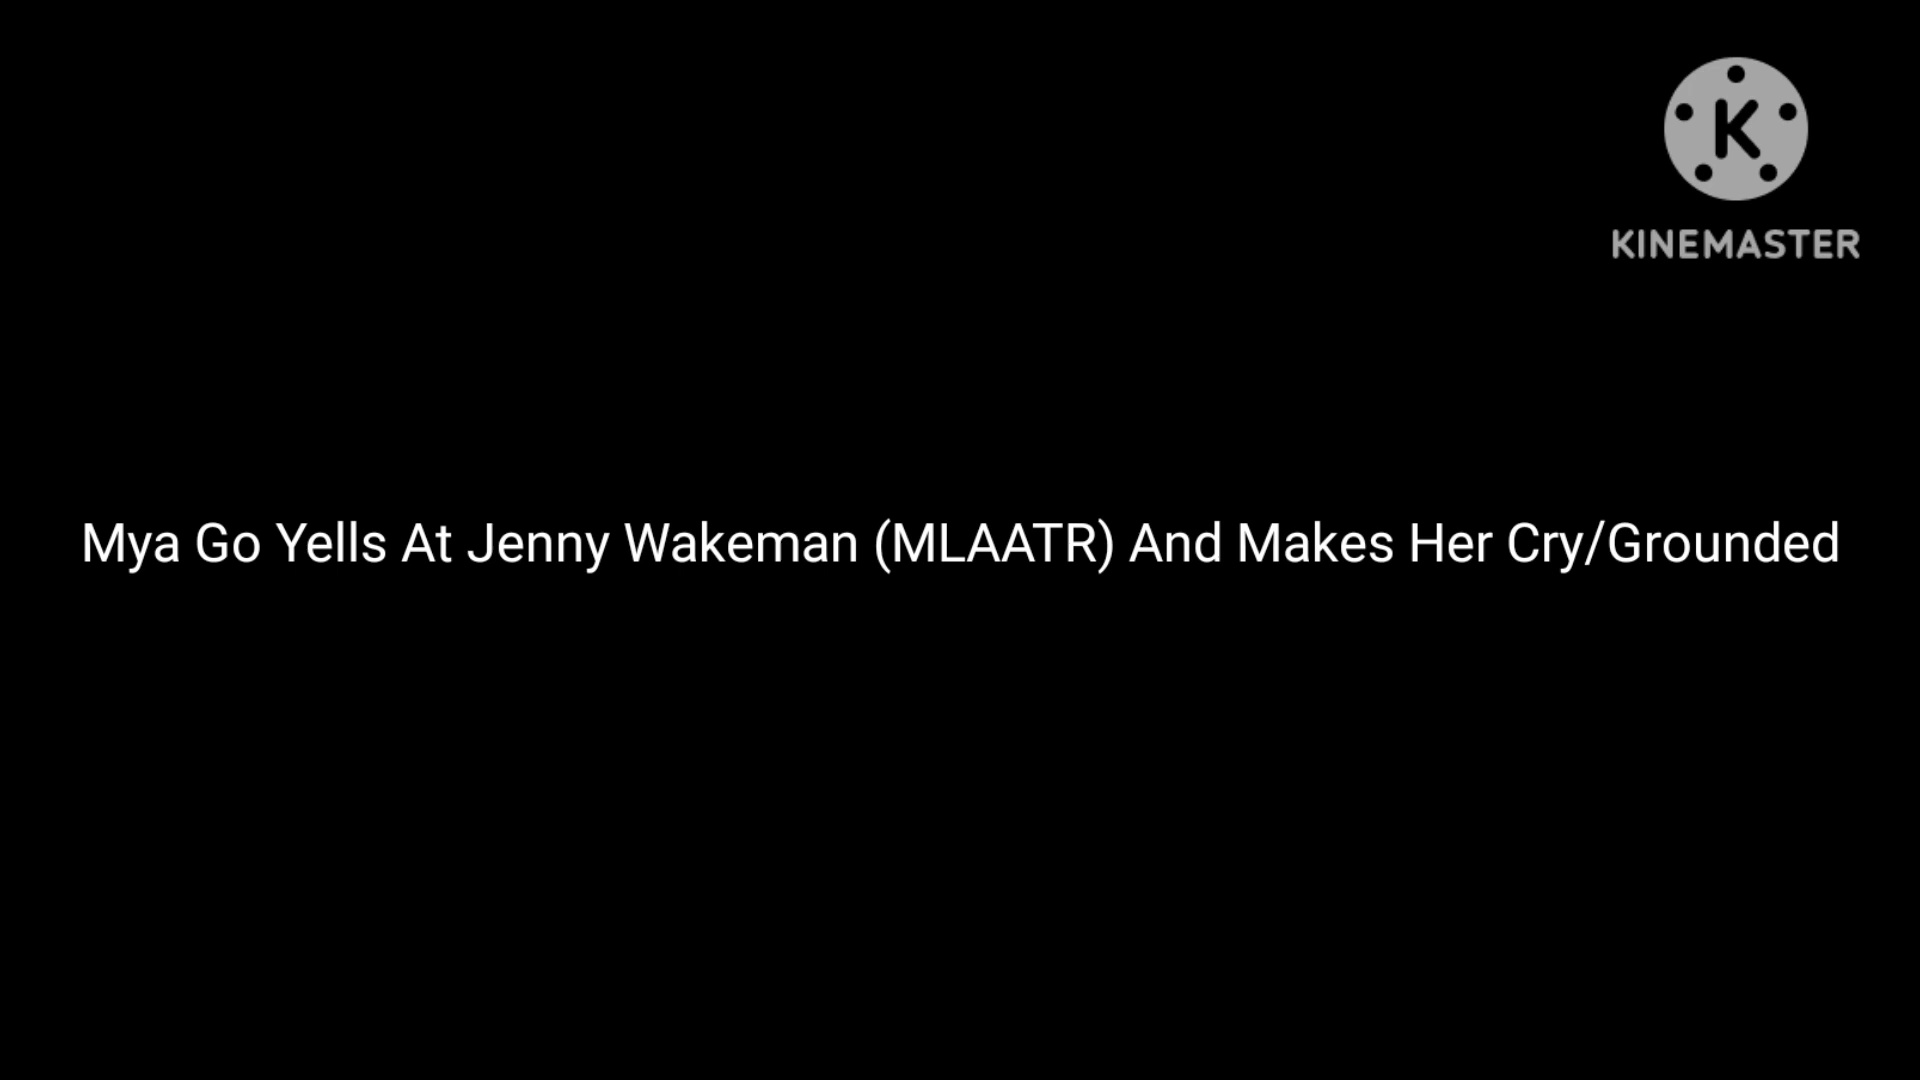 K
KINEMASTER
Mya Go Yells At Jenny Wakeman (MLAATR) And Makes Her Cry/Grounded